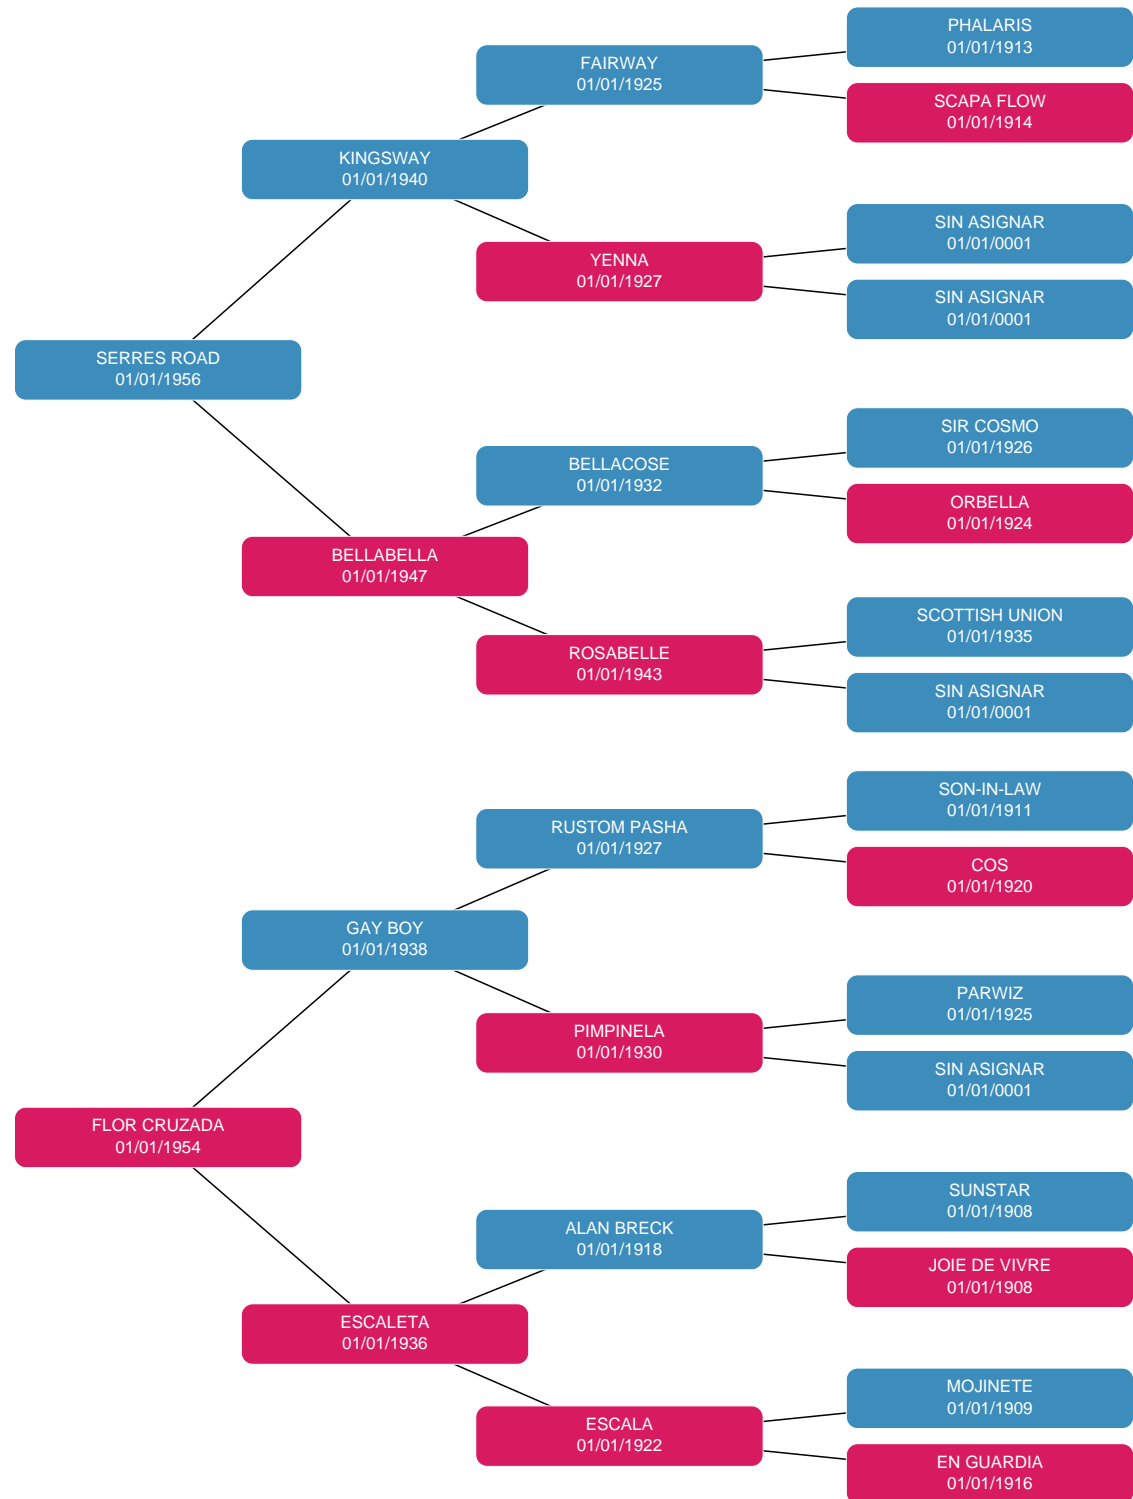 PHALARIS
01/01/1913
FAIRWAY
01/01/1925
SCAPA FLOW
01/01/1914
KINGSWAY
01/01/1940
SIN ASIGNAR
01/01/0001
YENNA
01/01/1927
SIN ASIGNAR
01/01/0001
SERRES ROAD
01/01/1956
SIR COSMO
01/01/1926
BELLACOSE
01/01/1932
ORBELLA
01/01/1924
BELLABELLA
01/01/1947
SCOTTISH UNION
01/01/1935
ROSABELLE
01/01/1943
SIN ASIGNAR
01/01/0001
SON-IN-LAW
01/01/1911
RUSTOM PASHA
01/01/1927
COS
01/01/1920
GAY BOY
01/01/1938
PARWIZ
01/01/1925
PIMPINELA
01/01/1930
SIN ASIGNAR
01/01/0001
FLOR CRUZADA
01/01/1954
SUNSTAR
01/01/1908
ALAN BRECK
01/01/1918
JOIE DE VIVRE
01/01/1908
ESCALETA
01/01/1936
MOJINETE
01/01/1909
ESCALA
01/01/1922
EN GUARDIA
01/01/1916